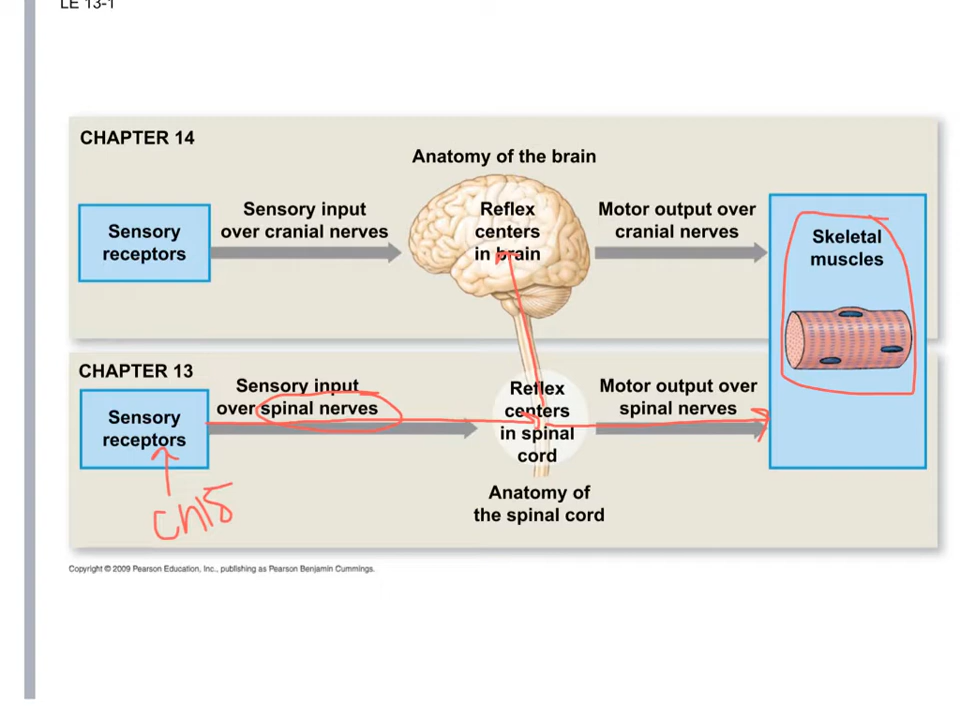 LE 13-1
CHAPTER 14
Anatomy of the brain
Sensory
receptors
Sensory input
over cranial nerves
Reflex
centers
in brain
Motor output over
cranial nerves
Skeletal
muscles
CHAPTER 13
Sensory
receptors
Sensory input
over spinal nerves
Reflex
centers
in spinal
cord
Motor output over
spinal nerves
Ch15
Anatomy of
the spinal cord
Copyright © 2009 Pearson Education, Inc., publishing as Pearson Benjamin Cummings.